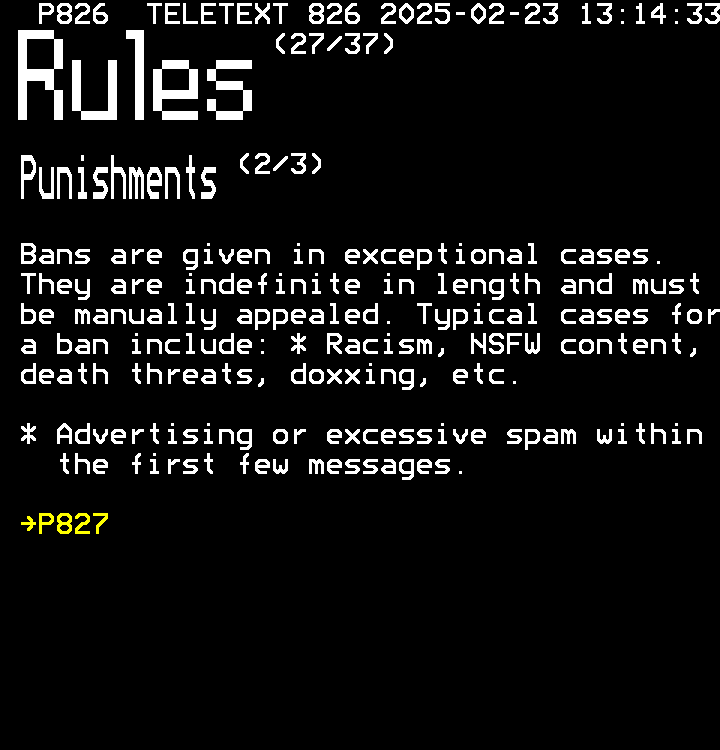 P826  TELETEXT 826 2025-02-23 13:14:33
Rules (27/37)
Punishments (2/3)
Bans are given in exceptional cases.
They are indefinite in length and must
be manually appealed. Typical cases for
a ban include: * Racism, NSFW content,
death threats, doxxing, etc.
* Advertising or excessive spam within
the first few messages.
→P827